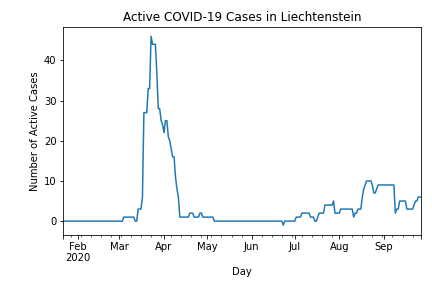 Active COVID-19 Cases in Liechtenstein
Number of Active Cases
40
30
20
10
0
Feb Mar Apr May Jun Jul Aug Sep
2020
Day